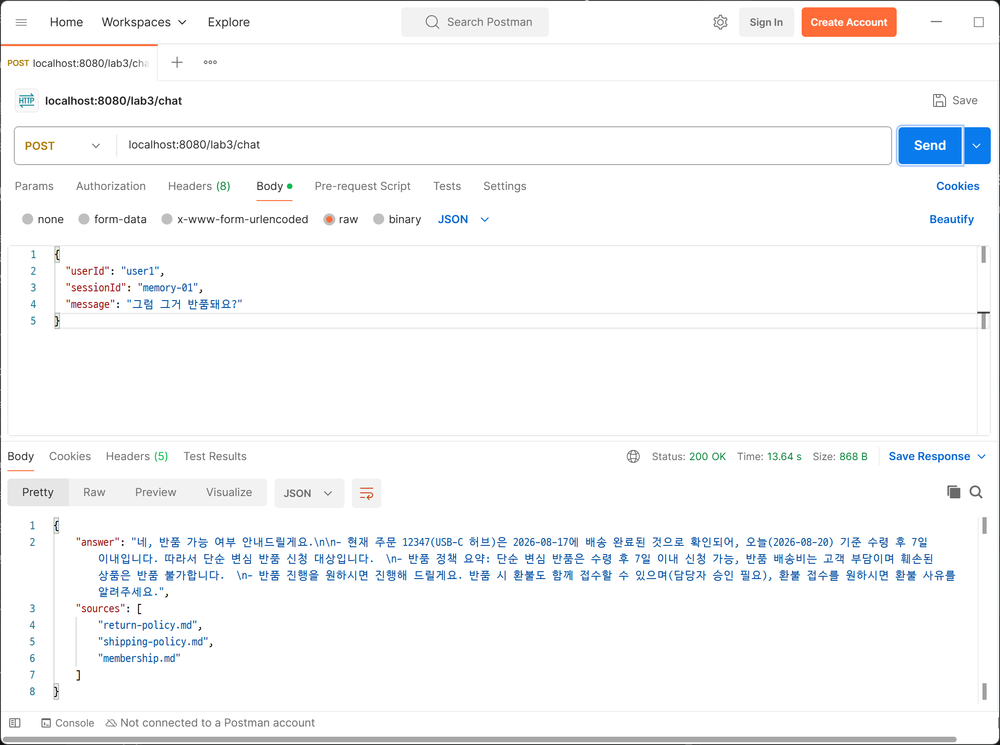 Home Workspaces Explore Search Postman Sign In Create Account
POST localhost:8080/lab3/cha
HTTP localhost:8080/lab3/chat Save
POST localhost:8080/lab3/chat Send
Params Authorization Headers (8) Body Pre-request Script Tests Settings Cookies
none form-data x-www-form-urlencoded raw binary JSON Beautify
1 {
2 "userId": "user1",
3 "sessionId": "memory-01",
4 "message": "그럼 그거 반품돼요?"
5 }
Body Cookies Headers (5) Test Results Status: 200 OK Time: 13.64 s Size: 868 B Save Response
Pretty Raw Preview Visualize JSON
1 {
2 "answer": "네, 반품 가능 여부 안내드릴게요.\n\n- 현재 주문 12347(USB-C 허브)은 2026-08-17에 배송 완료된 것으로 확인되어, 오늘(2026-08-20) 기준 수령 후 7일
이내입니다. 따라서 단순 변심 반품 신청 대상입니다.  \n- 반품 정책 요약: 단순 변심 반품은 수령 후 7일 이내 신청 가능, 반품 배송비는 고객 부담이며 훼손된
상품은 반품 불가합니다.  \n- 반품 진행을 원하시면 진행해 드릴게요. 반품 시 환불도 함께 접수할 수 있으며(담당자 승인 필요), 환불 접수를 원하시면 환불 사유를
알려주세요.",
3 "sources": [
4 "return-policy.md",
5 "shipping-policy.md",
6 "membership.md"
7 ]
8 }
Console Not connected to a Postman account